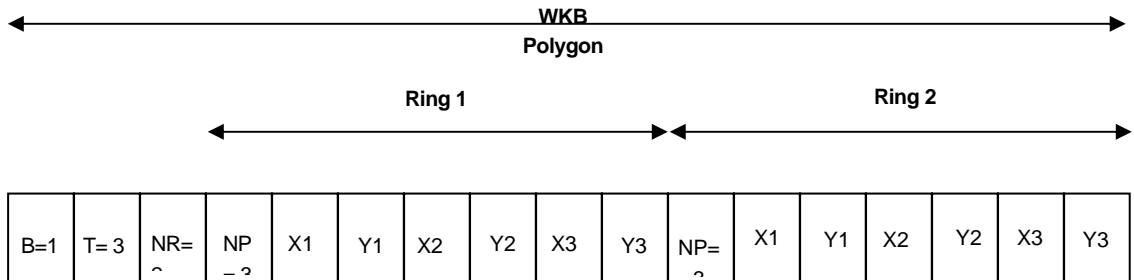 WKB
Polygon
Ring 1
Ring 2
B=1
T= 3
NR=
NP
= 3
X1
Y1
X2
Y2
X3
Y3
NP=
X1
Y1
X2
Y2
X3
Y3